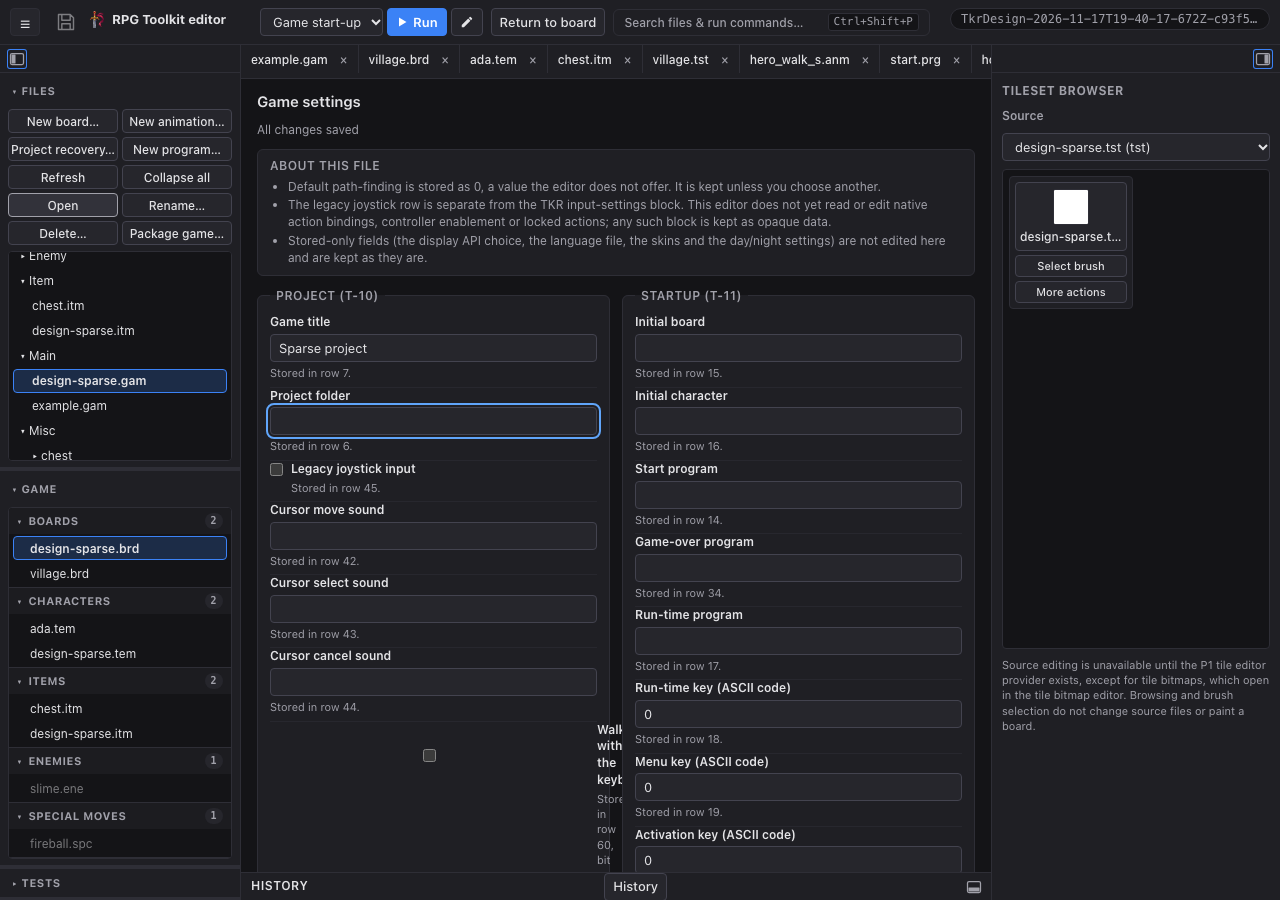 RPG Toolkit editor
Game start-up
Run
Return to board
Search files & run commands...
Ctrl+Shift+P
TkrDesign-2026-11-17T19-40-17-672Z-c93f5...
FILES
New board...
New animation...
Project recovery...
New program...
Refresh
Collapse all
Open
Rename...
Delete...
Package game...
Enemy
Item
chest.itm
design-sparse.itm
Main
design-sparse.gam
example.gam
Misc
chest
GAME
BOARDS 2
design-sparse.brd
village.brd
CHARACTERS 2
ada.tem
design-sparse.tem
ITEMS 2
chest.itm
design-sparse.itm
ENEMIES 1
slime.ene
SPECIAL MOVES 1
fireball.spc
TESTS
example.gam ×
village.brd ×
ada.tem ×
chest.itm ×
village.tst ×
hero_walk_s.anm ×
start.prg ×
Game settings
All changes saved
ABOUT THIS FILE
• Default path-finding is stored as 0, a value the editor does not offer. It is kept unless you choose another.
• The legacy joystick row is separate from the TKR input-settings block. This editor does not yet read or edit native
action bindings, controller enablement or locked actions; any such block is kept as opaque data.
• Stored-only fields (the display API choice, the language file, the skins and the day/night settings) are not edited here
and are kept as they are.
PROJECT (T-10)
Game title
Sparse project
Stored in row 7.
Project folder
Stored in row 6.
Legacy joystick input
Stored in row 45.
Cursor move sound
Stored in row 42.
Cursor select sound
Stored in row 43.
Cursor cancel sound
Stored in row 44.
Walk
with
the
keyb
Store
in
row
60,
bit
STARTUP (T-11)
Initial board
Stored in row 15.
Initial character
Stored in row 16.
Start program
Stored in row 14.
Game-over program
Stored in row 34.
Run-time program
Stored in row 17.
Run-time key (ASCII code)
0
Stored in row 18.
Menu key (ASCII code)
0
Stored in row 19.
Activation key (ASCII code)
0
HISTORY
History
TILESET BROWSER
Source
design-sparse.tst (tst)
design-sparse.t...
Select brush
More actions
Source editing is unavailable until the P1 tile editor
provider exists, except for tile bitmaps, which open
in the tile bitmap editor. Browsing and brush
selection do not change source files or paint a
board.